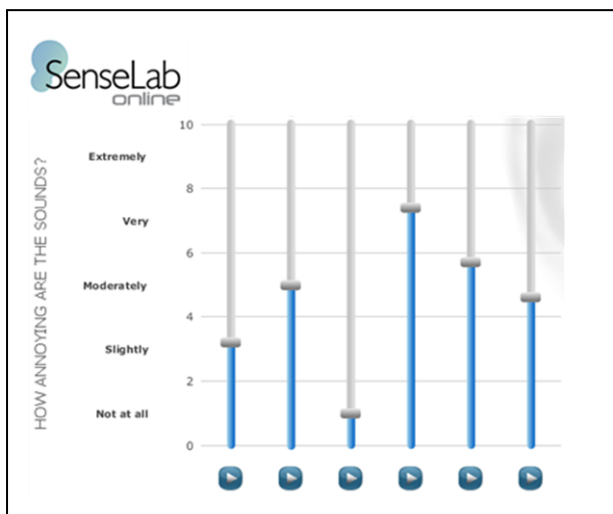 SenseLab
online
HOW ANNOYING ARE THE SOUNDS?
10
Extremely
8
Very
6
Moderately
4
Slightly
2
Not at all
0